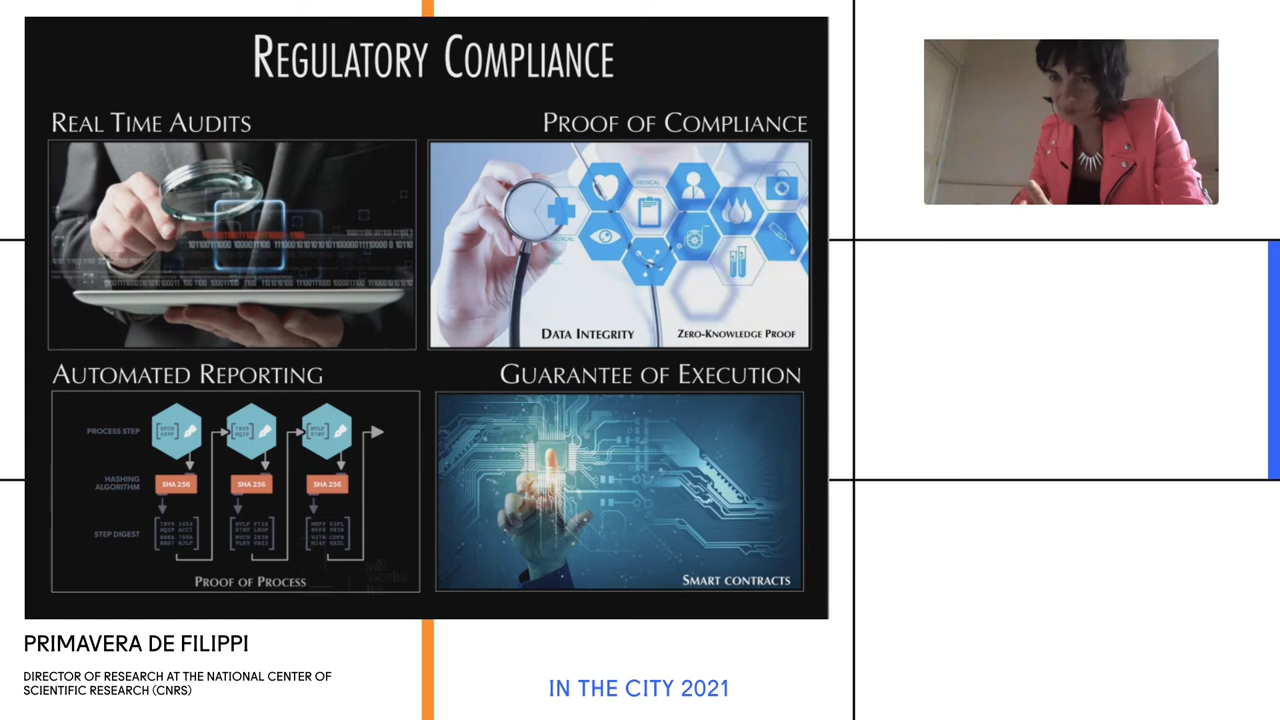 REGULATORY COMPLIANCE
REAL TIME AUDITS
PROOF OF COMPLIANCE
MEDICAL
MEDICAL
DATA INTEGRITY
ZERO-KNOWLEDGE PROOF
AUTOMATED REPORTING
GUARANTEE OF EXECUTION
PROCESS STEP
HASHING
ALGORITHM
SHA 256
SHA 256
SHA 256
STEP DIGEST
PROOF OF PROCESS
SMART CONTRACTS
PRIMAVERA DE FILIPPI
DIRECTOR OF RESEARCH AT THE NATIONAL CENTER OF
SCIENTIFIC RESEARCH (CNRS)
IN THE CITY 2021